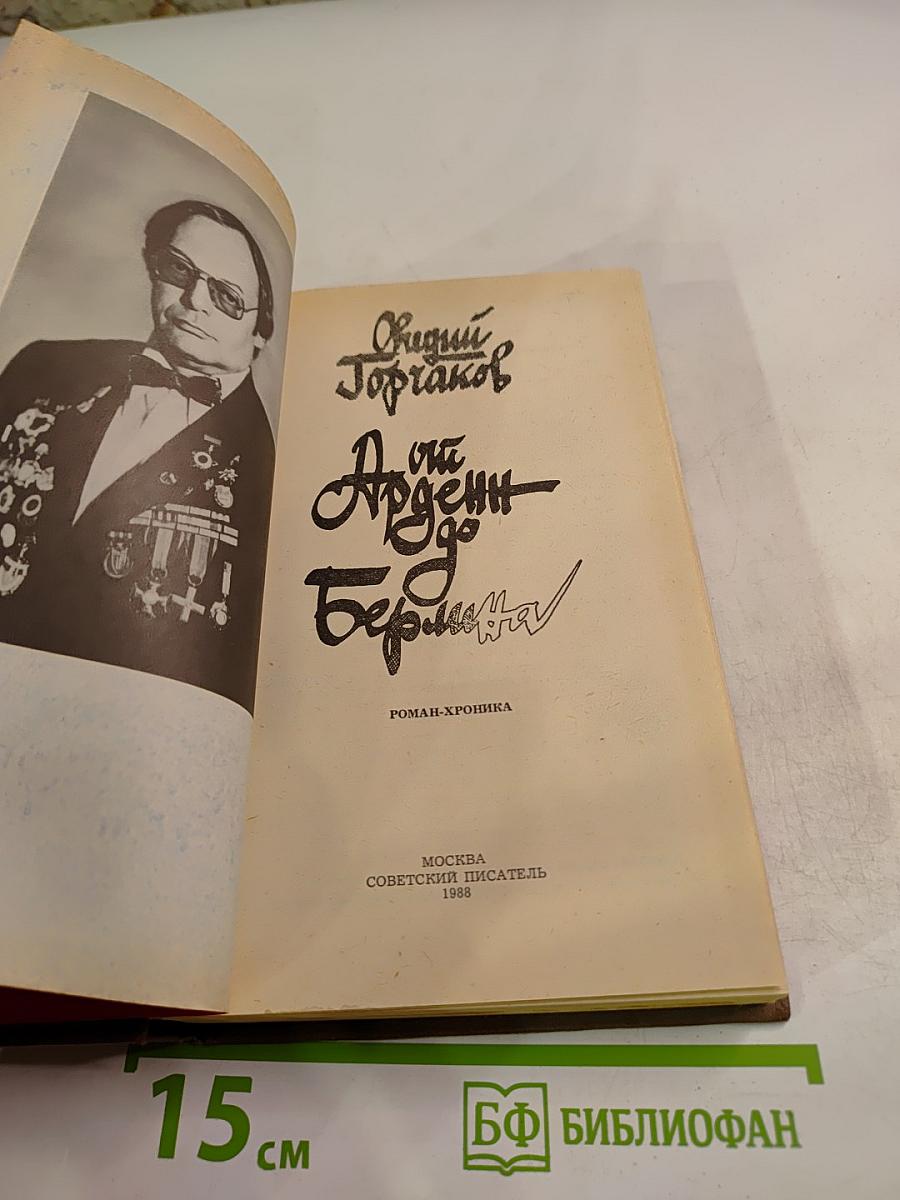 Овидий
Горчаков
От
Арденн
до
Берлина
РОМАН-ХРОНИКА
МОСКВА
СОВЕТСКИЙ ПИСАТЕЛЬ
1988
15 см
БФ БИБЛИОФАН